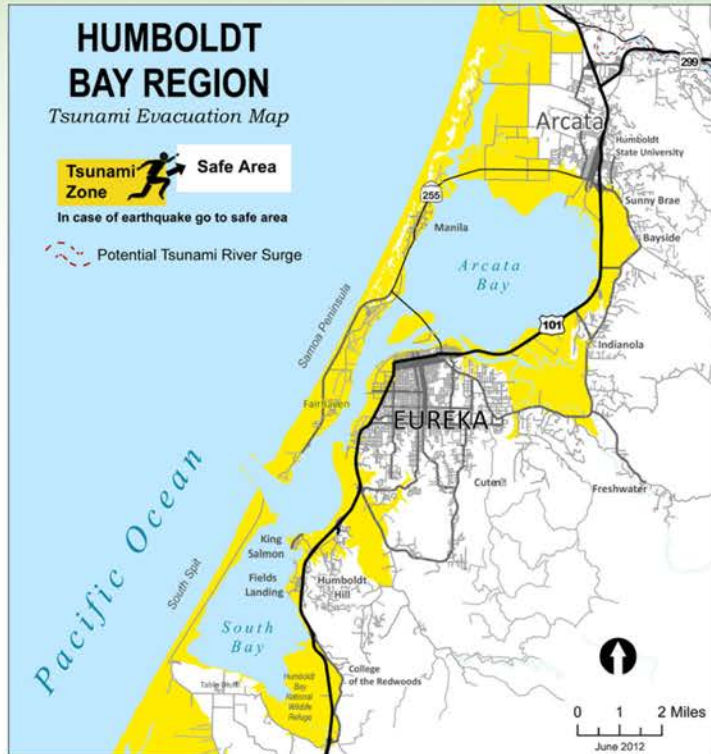 HUMBOLDT
BAY REGION
Tsunami Evacuation Map
Tsunami
Zone
Safe Area
In case of earthquake go to safe area
Potential Tsunami River Surge
299
Arcata
Humboldt
State University
255
Sunny Brae
Manila
Bayside
Arcata
Bay
Samoa Peninsula
101
Indianola
Fairhaven
EUREKA
Pacific Ocean
Cutten
Freshwater
King
Salmon
South Spit
Fields
Landing
Humboldt
Hill
South
Bay
College
of the Redwoods
Table Bluff
Humboldt
Bay
National
Wildlife
Refuge
0 1 2 Miles
June 2012